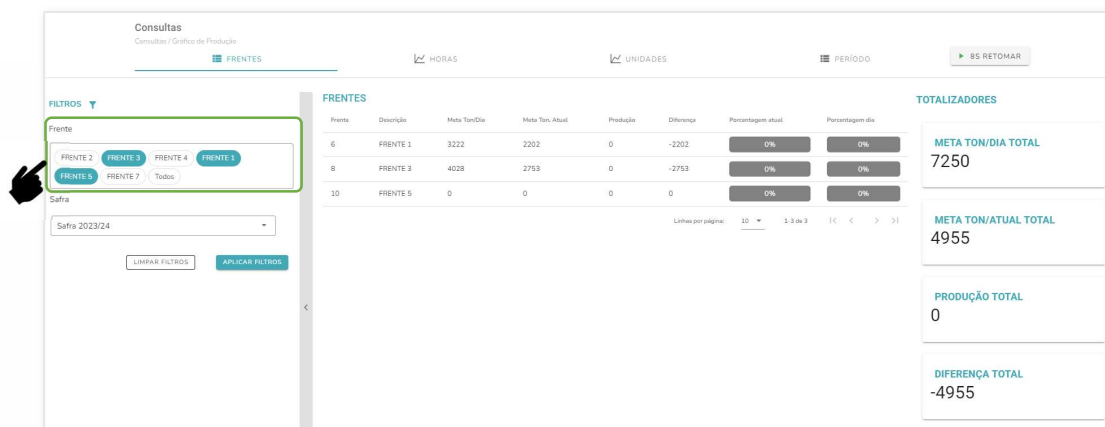 Consultas
Consultas / Gráfico de Produção
FRENTES HORAS UNIDADES PERÍODO 8S RETOMAR
FILTROS
Frente
FRENTE 2 FRENTE 3 FRENTE 4 FRENTE 1
FRENTE 5 FRENTE 7 Todos
Safra
Safra 2023/24
LIMPAR FILTROS APLICAR FILTROS
FRENTES
Frente Descrição Meta Ton/Dia Meta Ton. Atual Produção Diferença Porcentagem atual Porcentagem dia
6 FRENTE 1 3222 2202 0 -2202 0% 0%
8 FRENTE 3 4028 2753 0 -2753 0% 0%
10 FRENTE 5 0 0 0 0 0% 0%
Linhas por página: 10 1-3 de 3
TOTALIZADORES
META TON/DIA TOTAL
7250
META TON/ATUAL TOTAL
4955
PRODUÇÃO TOTAL
0
DIFERENÇA TOTAL
-4955